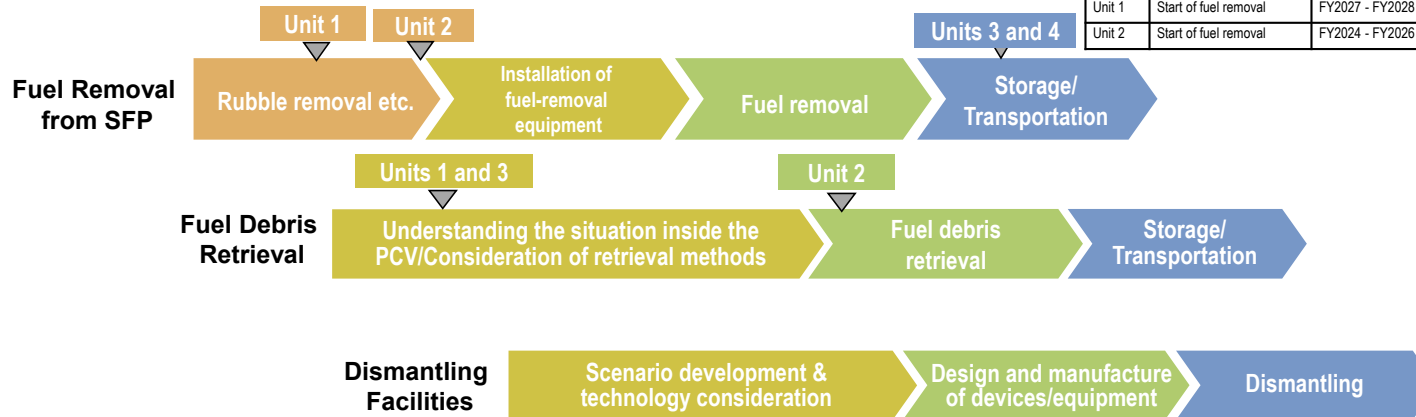 Unit 1 Start of fuel removal FY2027 - FY2028
Unit 2 Start of fuel removal FY2024 - FY2026
Unit 1
Unit 2
Units 3 and 4
Fuel Removal
from SFP
Rubble removal etc.
Installation of
fuel-removal
equipment
Fuel removal
Storage/
Transportation
Units 1 and 3
Unit 2
Fuel Debris
Retrieval
Understanding the situation inside the
PCV/Consideration of retrieval methods
Fuel debris
retrieval
Storage/
Transportation
Dismantling
Facilities
Scenario development &
technology consideration
Design and manufacture
of devices/equipment
Dismantling